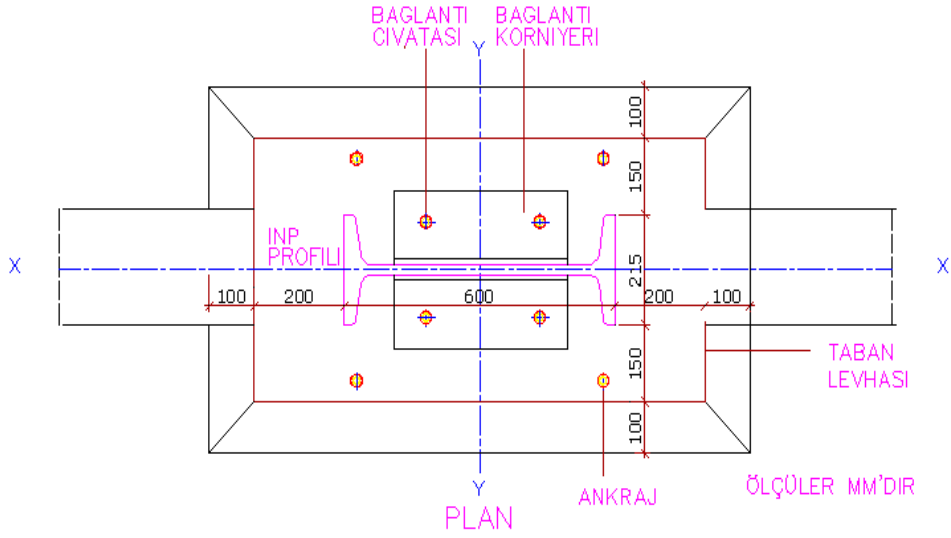 BAGLANTI
CIVATASI
BAGLANTI
KORNIYERI
Y
100
150
INP
PROFILI
X
X
215
100
200
600
200
100
150
TABAN
LEVHASI
100
Y
ANKRAJ
ÖLÇÜLER MM'DIR
PLAN